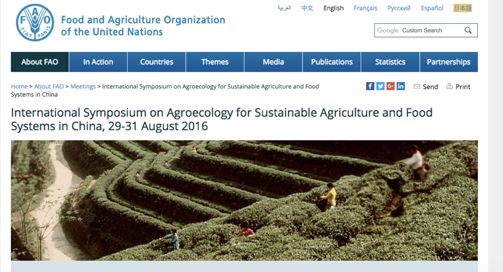 العربية 中文 English Français Русский Español 日本語
Food and Agriculture Organization
of the United Nations
Google Custom Search
About FAO In Action Countries Themes Media Publications Statistics Partnerships
Home > About FAO > Meetings > International Symposium on Agroecology for Sustainable Agriculture and Food
Systems in China
Send Print
International Symposium on Agroecology for Sustainable Agriculture and Food
Systems in China, 29-31 August 2016